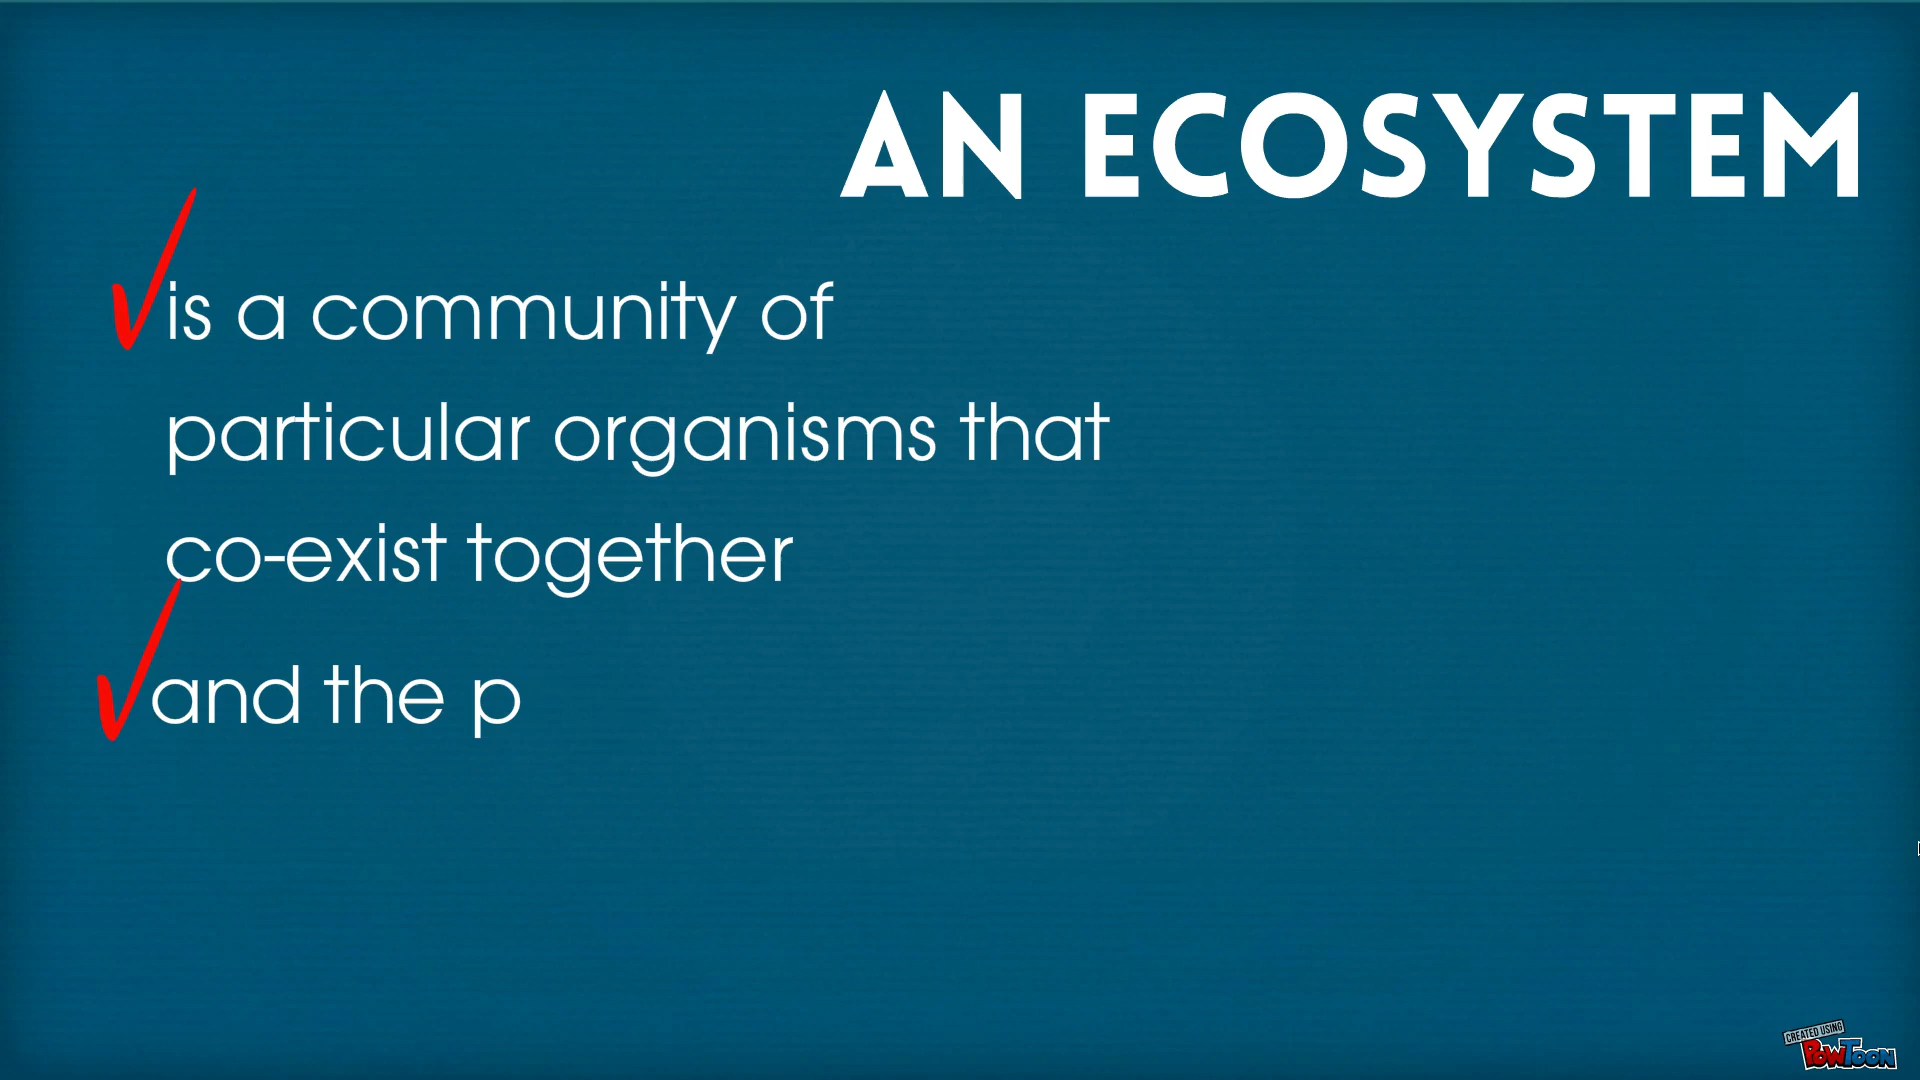 AN ECOSYSTEM
is a community of
particular organisms that
co-exist together
and the p
CREATED USING
POWTOON